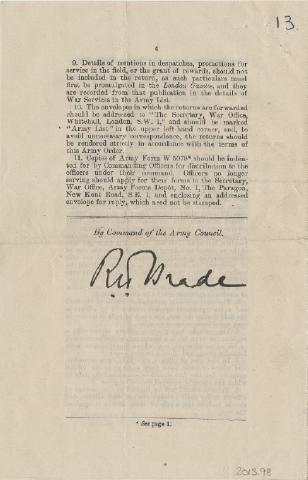 13.
4
9. Details of mentions in despatches, promotions for
service in the field, or the grant of rewards, should not
be included in the return, as such particulars must
first be promulgated in the London Gazette, and they
are recorded from that publication in the details of
War Services in the Army List.
10. The envelopes in which the returns are forwarded
should be addressed to "The Secretary, War Office,
Whitehall, London, S.W. 1," and should be marked
"Army List" in the upper left hand corner, and, to
avoid unnecessary correspondence, the returns should
be rendered strictly in accordance with the terms of
this Army Order.
11. Copies of Army Form W 5079* should be inden-
ted for by Commanding Officers for distribution to the
officers under their command. Officers no longer
serving should apply for these forms to the Secretary,
War Office, Army Forms Depôt, No. 1, The Paragon,
New Kent Road, S.E. 1, and enclosing an addressed
envelope for reply, which need not be stamped.
By Command of the Army Council,
R H Brade
* See page 1.
2013.98